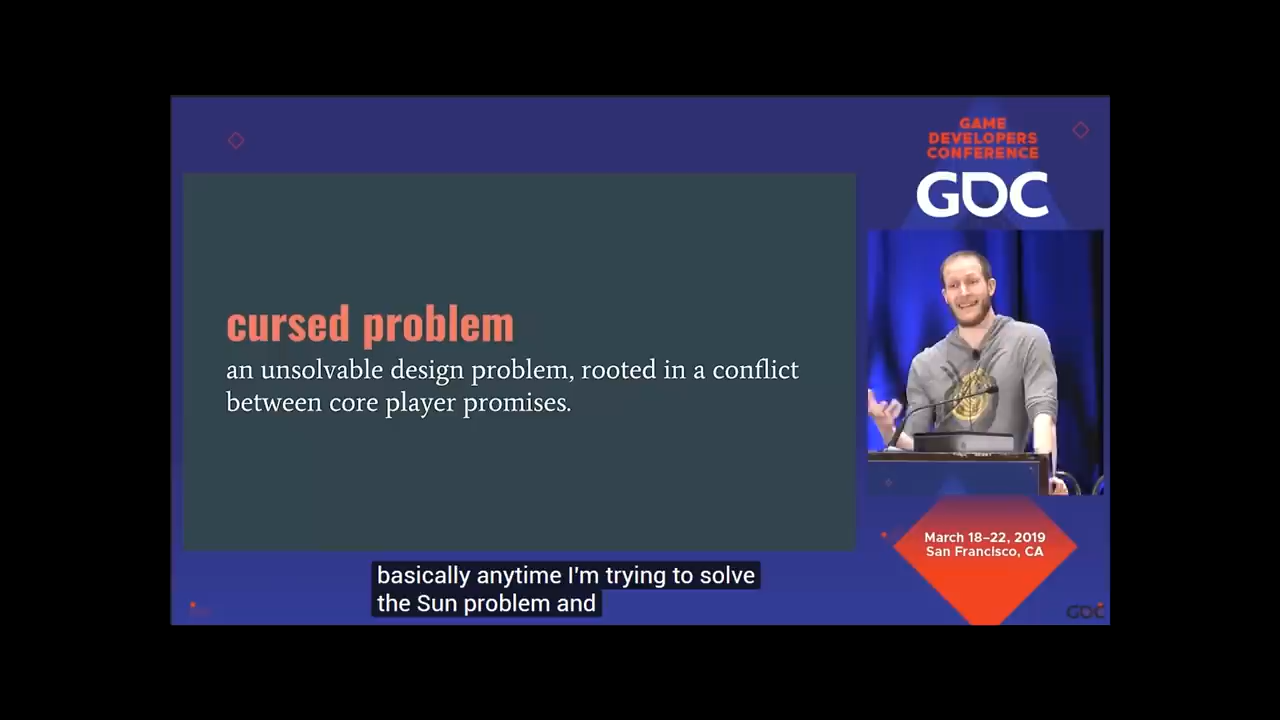 GAME
DEVELOPERS
CONFERENCE
GDC
cursed problem
an unsolvable design problem, rooted in a conflict
between core player promises.
March 18–22, 2019
San Francisco, CA
basically anytime I'm trying to solve
the Sun problem and
GDC